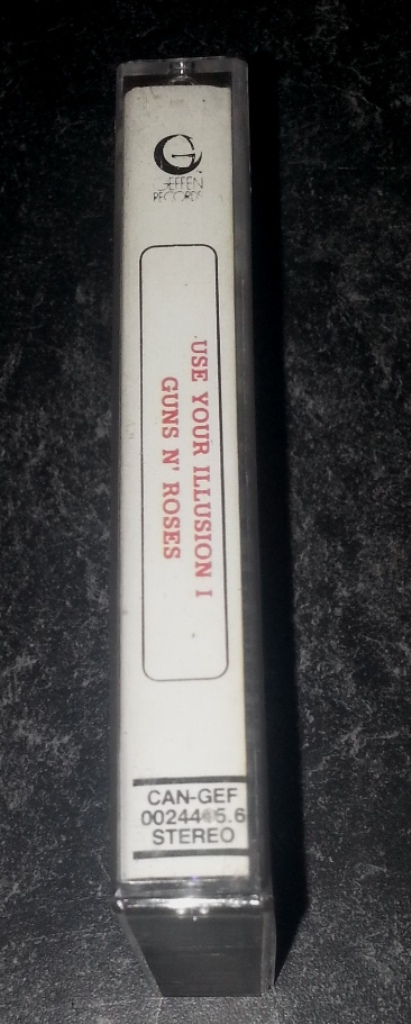 GEFFEN
RECORDS
USE YOUR ILLUSION I
GUNS N' ROSES
CAN-GEF
STEREO